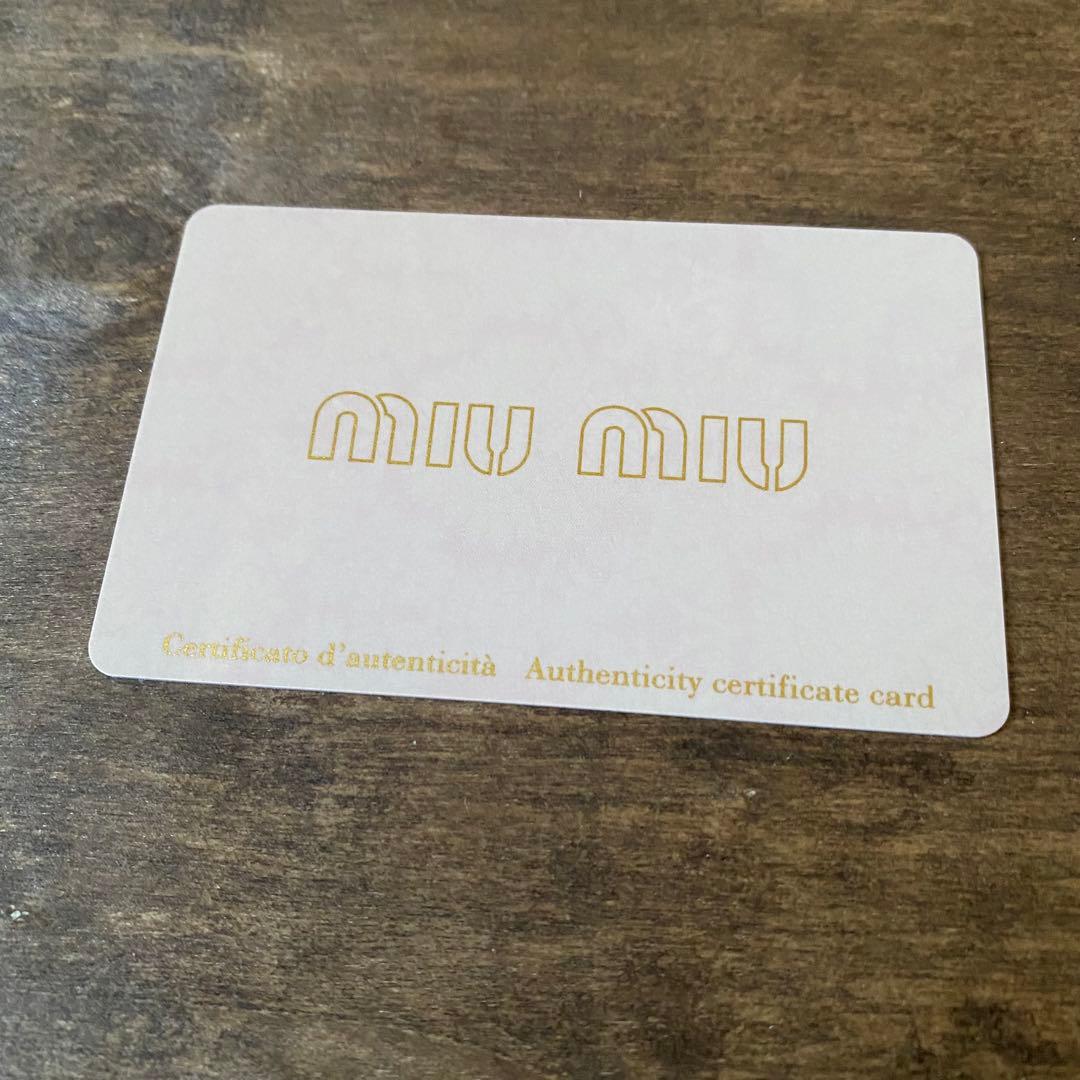 miu miu
Certificato d'autenticità Authenticity certificate card